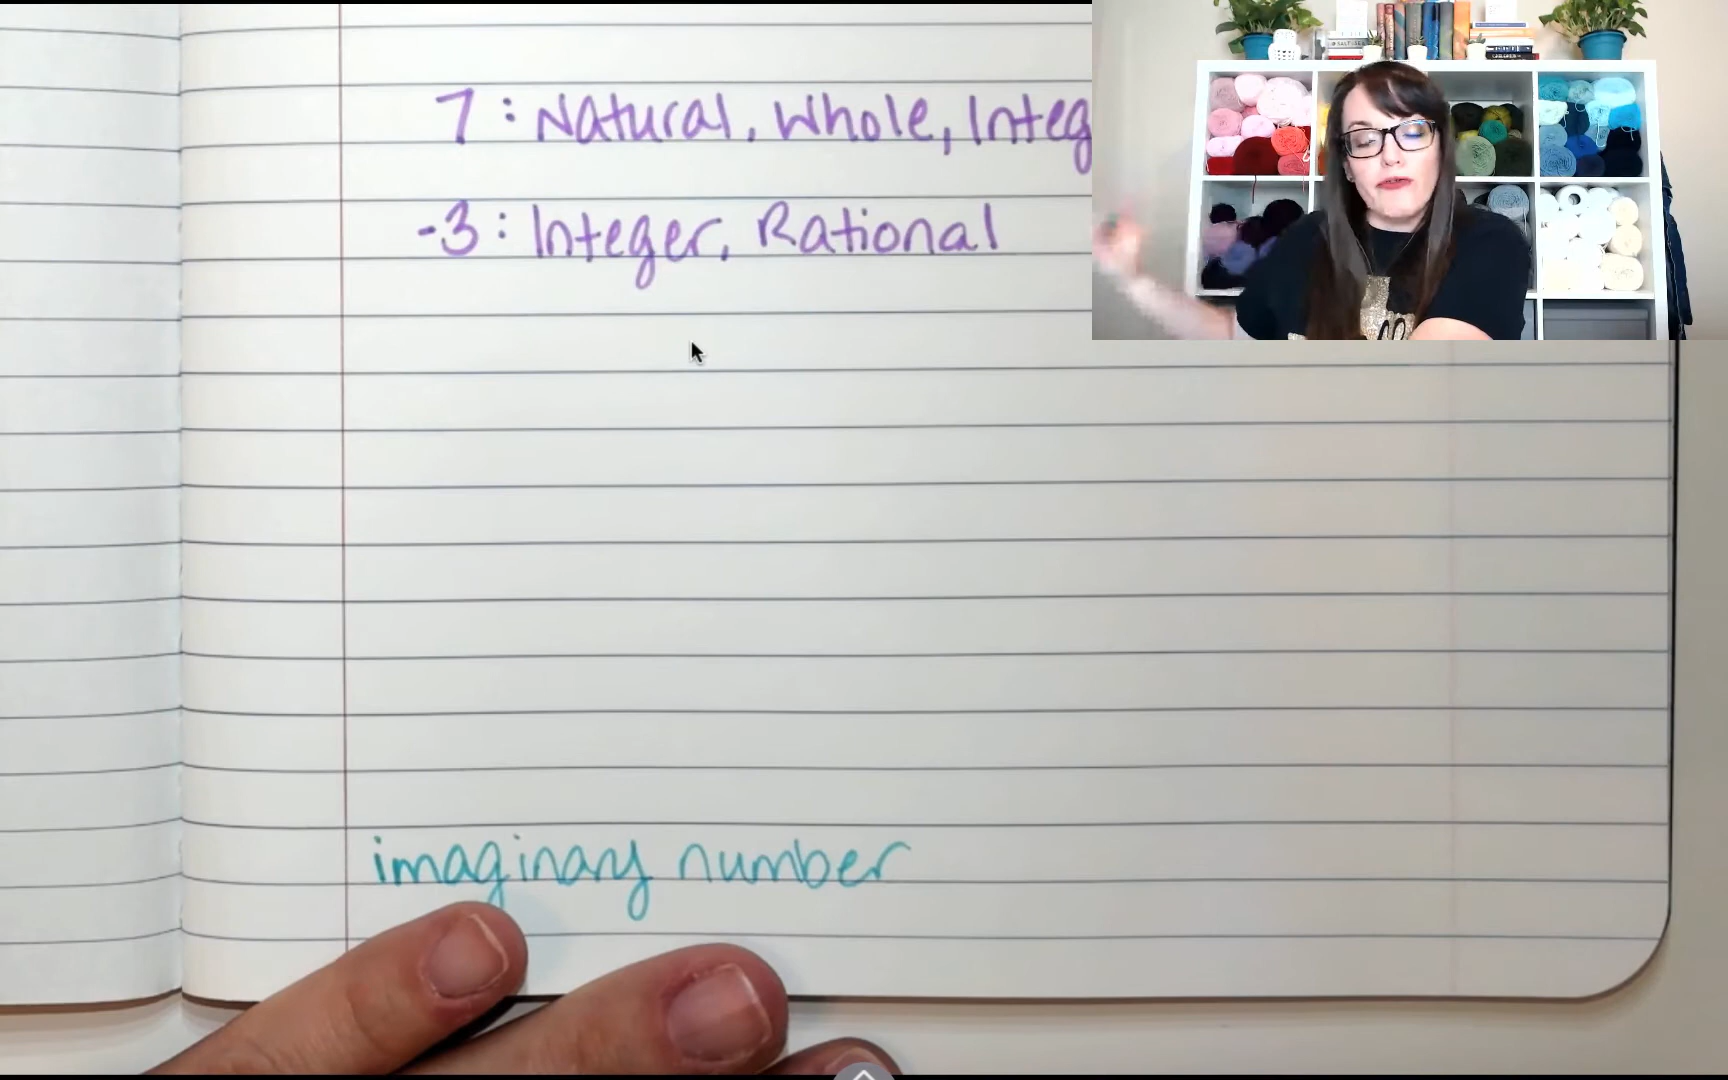 7 : Natural, Whole, Integ
-3 : Integer, Rational
imaginary number